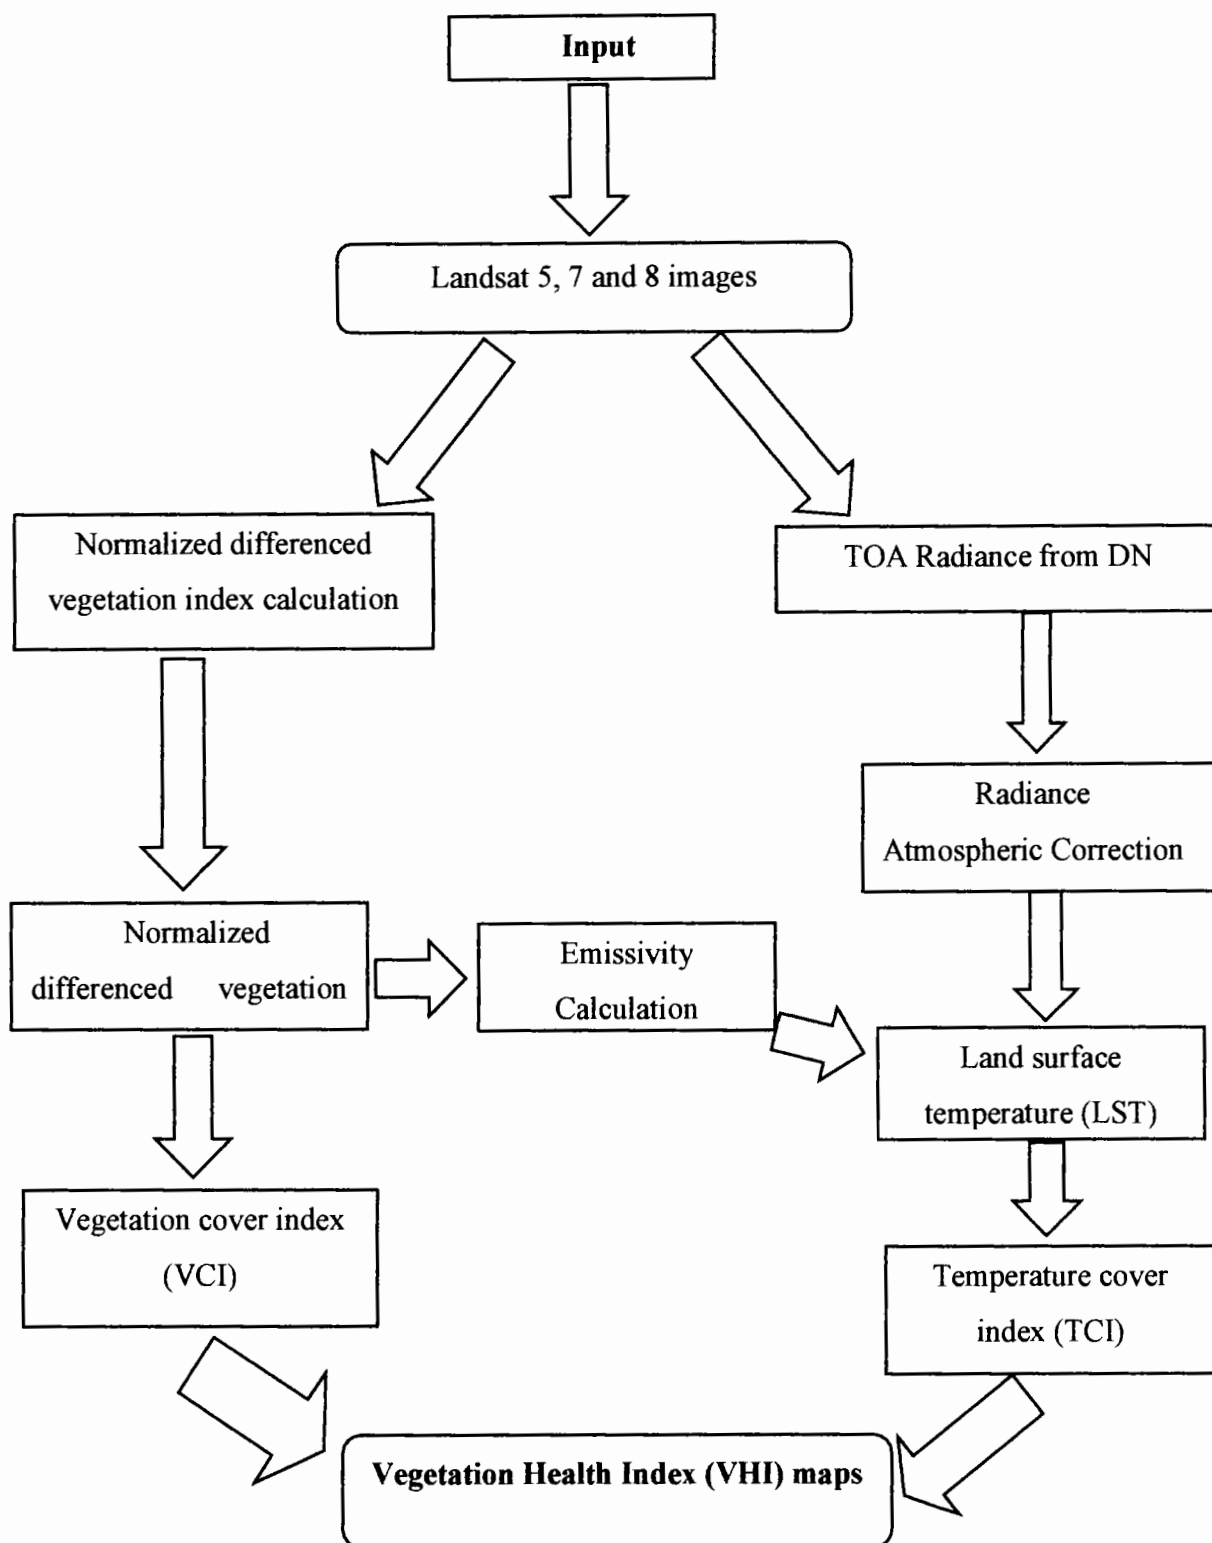 Input
Landsat 5, 7 and 8 images
Normalized differenced
vegetation index calculation
TOA Radiance from DN
Radiance
Atmospheric Correction
Normalized
differenced vegetation
Emissivity
Calculation
Land surface
temperature (LST)
Vegetation cover index
(VCI)
Temperature cover
index (TCI)
Vegetation Health Index (VHI) maps